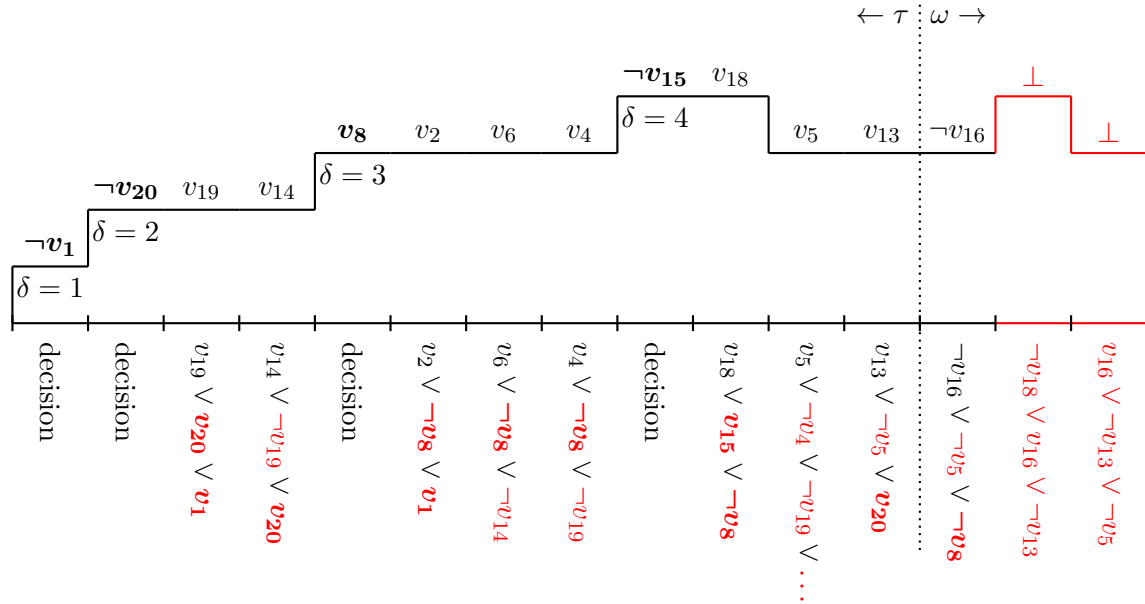 ← τ ω →
¬v₁₅ v₁₈ ⊥
δ = 4
v₈ v₂ v₆ v₄ v₅ v₁₃ ¬v₁₆ ⊥
δ = 3
¬v₂₀ v₁₉ v₁₄
δ = 2
¬v₁
δ = 1
decision
decision
v₁₉ ∨ v₂₀ ∨ v₁
v₁₄ ∨ ¬v₁₉ ∨ v₂₀
decision
v₂ ∨ ¬v₈ ∨ v₁
v₆ ∨ ¬v₈ ∨ ¬v₁₄
v₄ ∨ ¬v₈ ∨ ¬v₁₉
decision
v₁₈ ∨ v₁₅ ∨ ¬v₈
v₅ ∨ ¬v₄ ∨ ¬v₁₉ ∨ ...
v₁₃ ∨ ¬v₅ ∨ v₂₀
¬v₁₆ ∨ ¬v₅ ∨ ¬v₈
¬v₁₈ ∨ v₁₆ ∨ ¬v₁₃
v₁₆ ∨ ¬v₁₃ ∨ ¬v₅